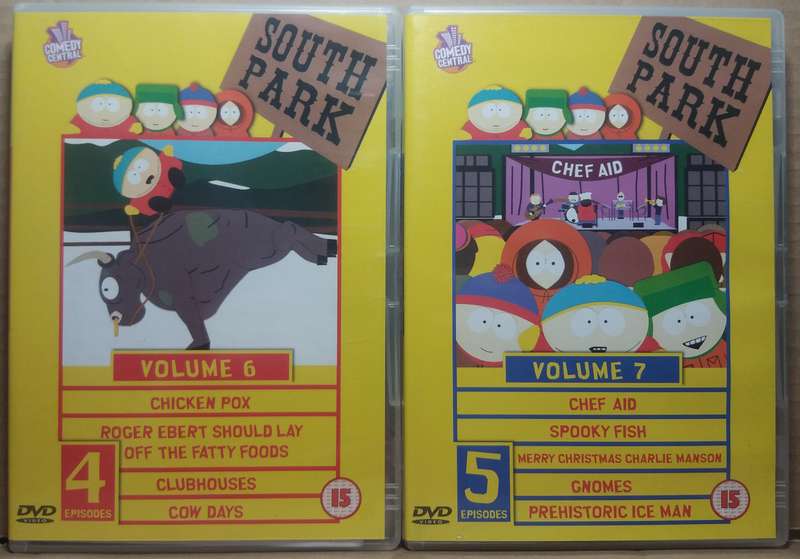 COMEDY
CENTRAL
SOUTH
PARK
VOLUME 6
CHICKEN POX
ROGER EBERT SHOULD LAY
OFF THE FATTY FOODS
CLUBHOUSES
COW DAYS
4
EPISODES
DVD
VIDEO
15
COMEDY
CENTRAL
SOUTH
PARK
CHEF AID
VOLUME 7
CHEF AID
SPOOKY FISH
MERRY CHRISTMAS CHARLIE MANSON
GNOMES
PREHISTORIC ICE MAN
5
EPISODES
DVD
VIDEO
15